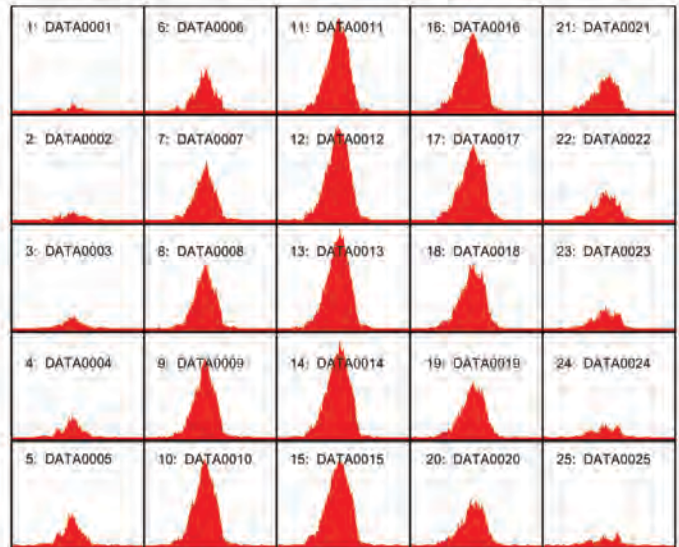 1: DATA0001
6: DATA0006
11: DATA0011
16: DATA0016
21: DATA0021
2: DATA0002
7: DATA0007
12: DATA0012
17: DATA0017
22: DATA0022
3: DATA0003
8: DATA0008
13: DATA0013
18: DATA0018
23: DATA0023
4: DATA0004
9: DATA0009
14: DATA0014
19: DATA0019
24: DATA0024
5: DATA0005
10: DATA0010
15: DATA0015
20: DATA0020
25: DATA0025